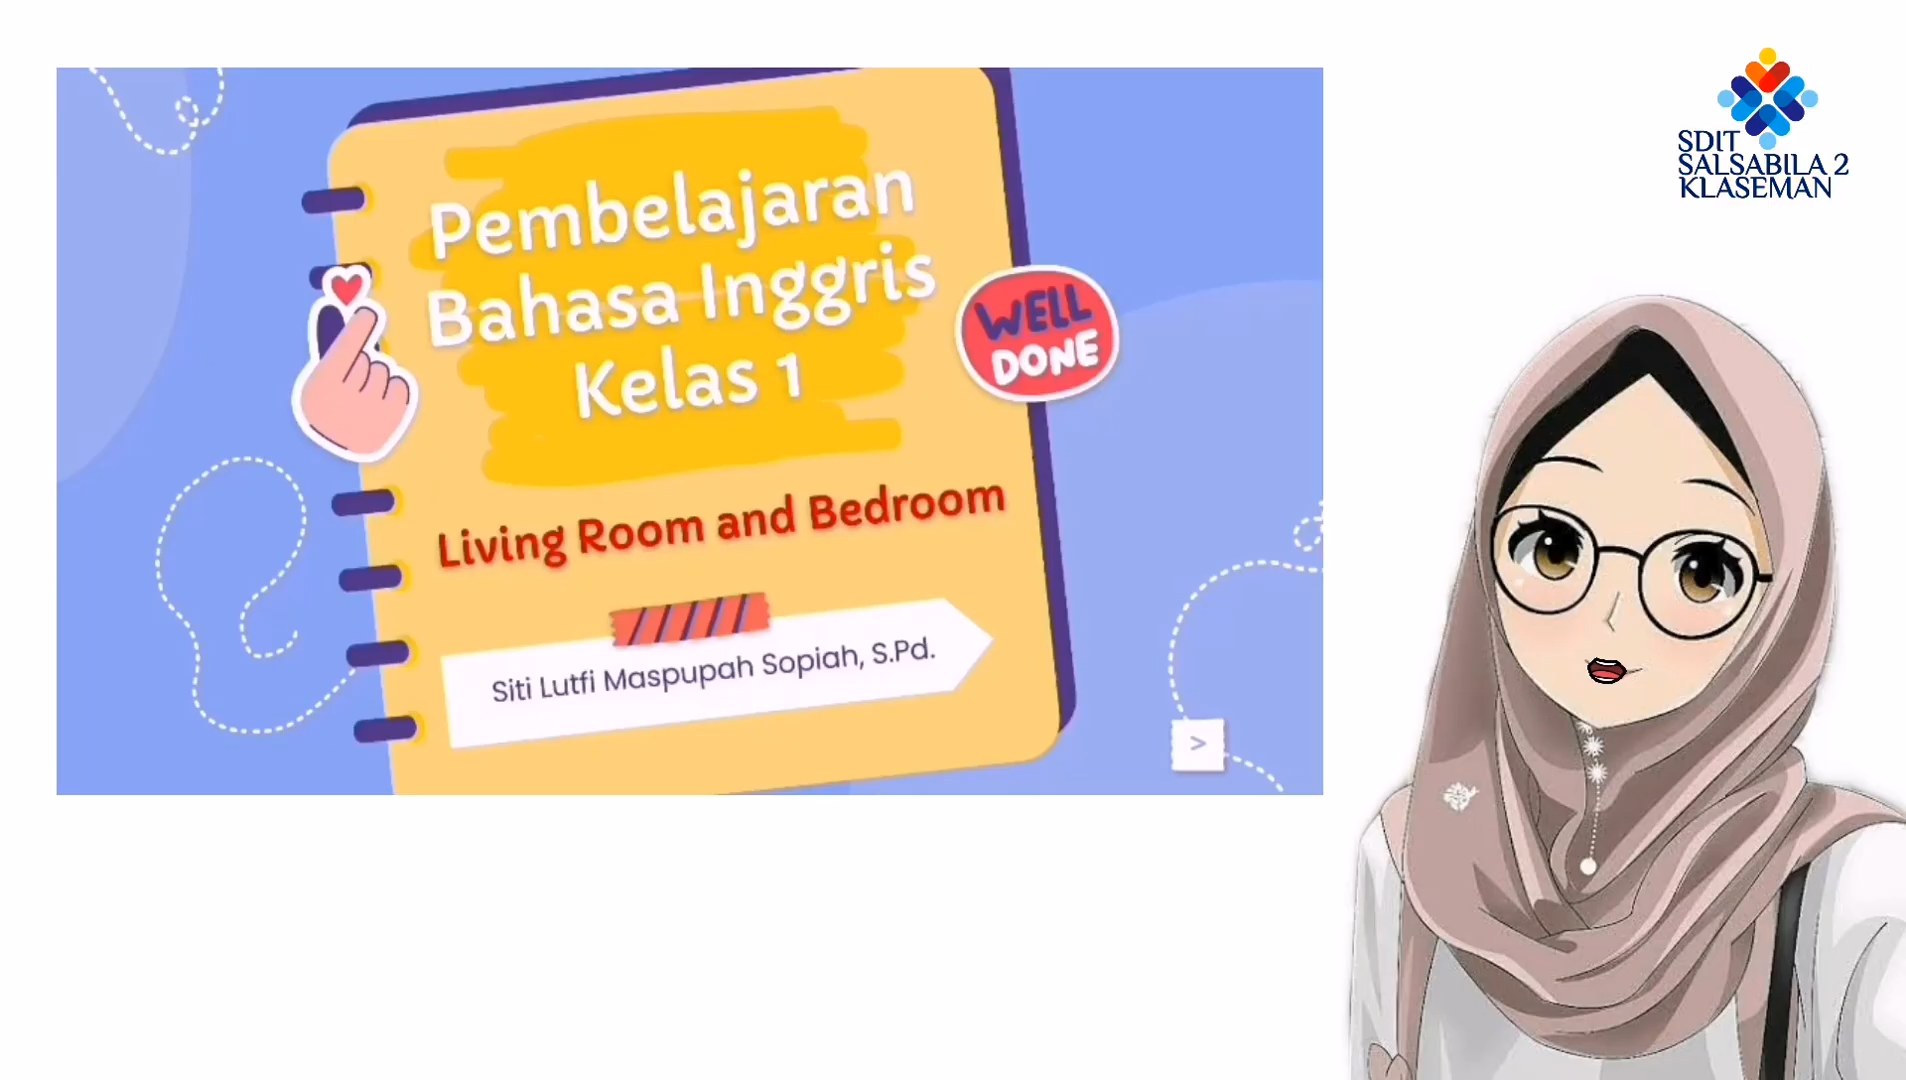 Pembelajaran
Bahasa Inggris
Kelas 1
WELL
DONE
Living Room and Bedroom
Siti Lutfi Maspupah Sopiah, S.Pd.
>
SDIT
SALSABILA 2
KLASEMAN